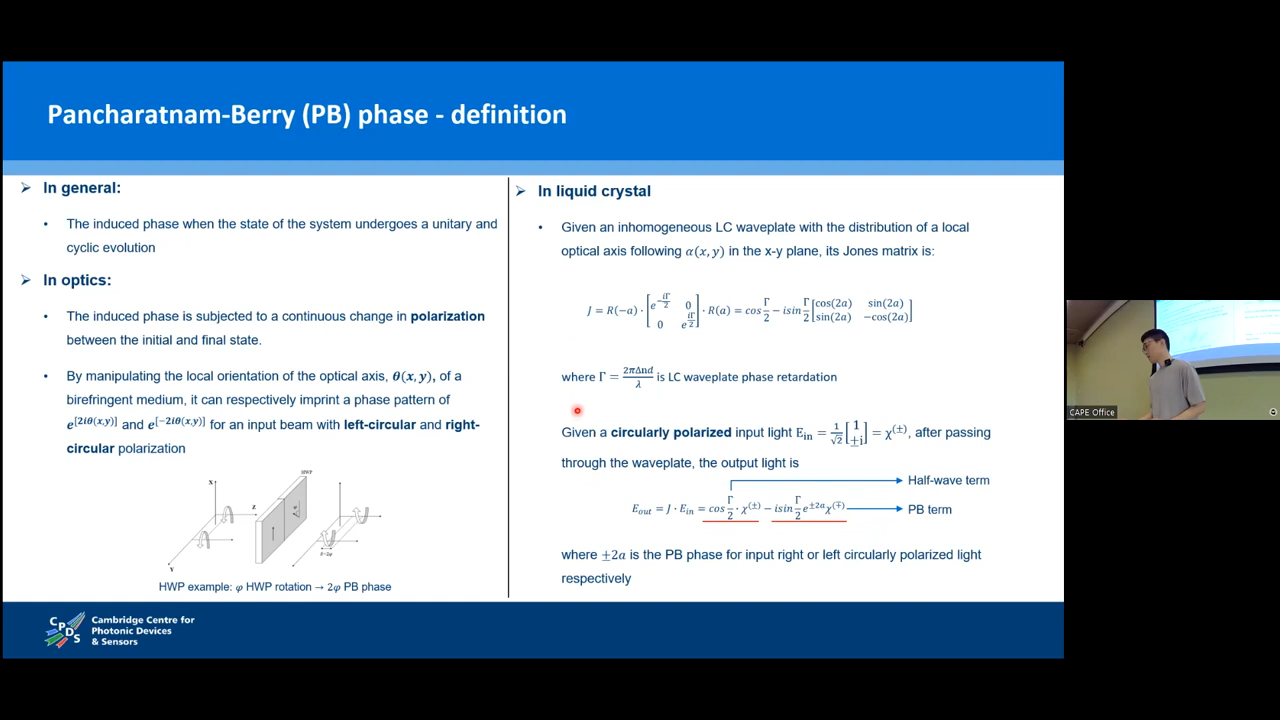 Pancharatnam-Berry (PB) phase - definition
➢ In general:
• The induced phase when the state of the system undergoes a unitary and
cyclic evolution
➢ In optics:
• The induced phase is subjected to a continuous change in polarization
between the initial and final state.
• By manipulating the local orientation of the optical axis, θ(x, y), of a
birefringent medium, it can respectively imprint a phase pattern of
e^[2iθ(x,y)] and e^[−2iθ(x,y)] for an input beam with left-circular and right-
circular polarization
HWP
X
Z
Y
HWP example: φ HWP rotation → 2φ PB phase
➢ In liquid crystal
• Given an inhomogeneous LC waveplate with the distribution of a local
optical axis following α(x, y) in the x-y plane, its Jones matrix is:
J = R(−a) · [e^(−iΓ/2) 0; 0 e^(iΓ/2)] · R(a) = cos Γ/2 − isin Γ/2 [cos(2a) sin(2a); sin(2a) −cos(2a)]
where Γ = 2πΔnd/λ is LC waveplate phase retardation
Given a circularly polarized input light E_in = 1/√2 [1; ±i] = χ^(±), after passing
through the waveplate, the output light is
Half-wave term
E_out = J · E_in = cos Γ/2 · χ^(±) − isin Γ/2 e^(±2a) χ^(∓)
PB term
where ±2a is the PB phase for input right or left circularly polarized light
respectively
CPDS
Cambridge Centre for
Photonic Devices
& Sensors
CAPE Office